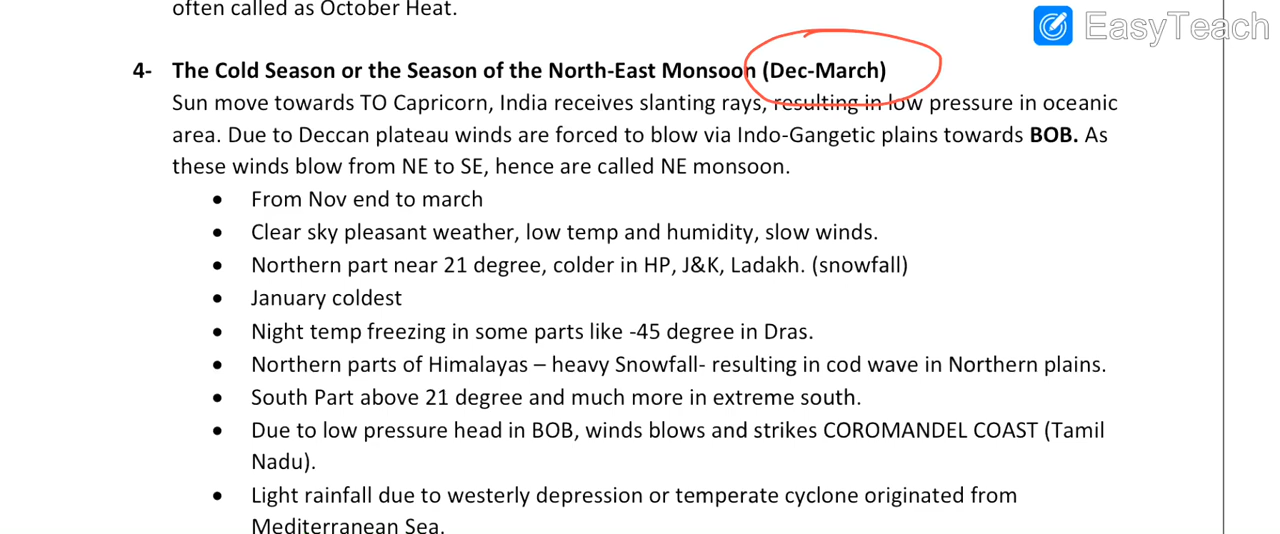 often called as October Heat.
EasyTeach
4- The Cold Season or the Season of the North-East Monsoon (Dec-March)
Sun move towards TO Capricorn, India receives slanting rays, resulting in low pressure in oceanic
area. Due to Deccan plateau winds are forced to blow via Indo-Gangetic plains towards BOB. As
these winds blow from NE to SE, hence are called NE monsoon.
• From Nov end to march
• Clear sky pleasant weather, low temp and humidity, slow winds.
• Northern part near 21 degree, colder in HP, J&K, Ladakh. (snowfall)
• January coldest
• Night temp freezing in some parts like -45 degree in Dras.
• Northern parts of Himalayas – heavy Snowfall- resulting in cod wave in Northern plains.
• South Part above 21 degree and much more in extreme south.
• Due to low pressure head in BOB, winds blows and strikes COROMANDEL COAST (Tamil
Nadu).
• Light rainfall due to westerly depression or temperate cyclone originated from
Mediterranean Sea.